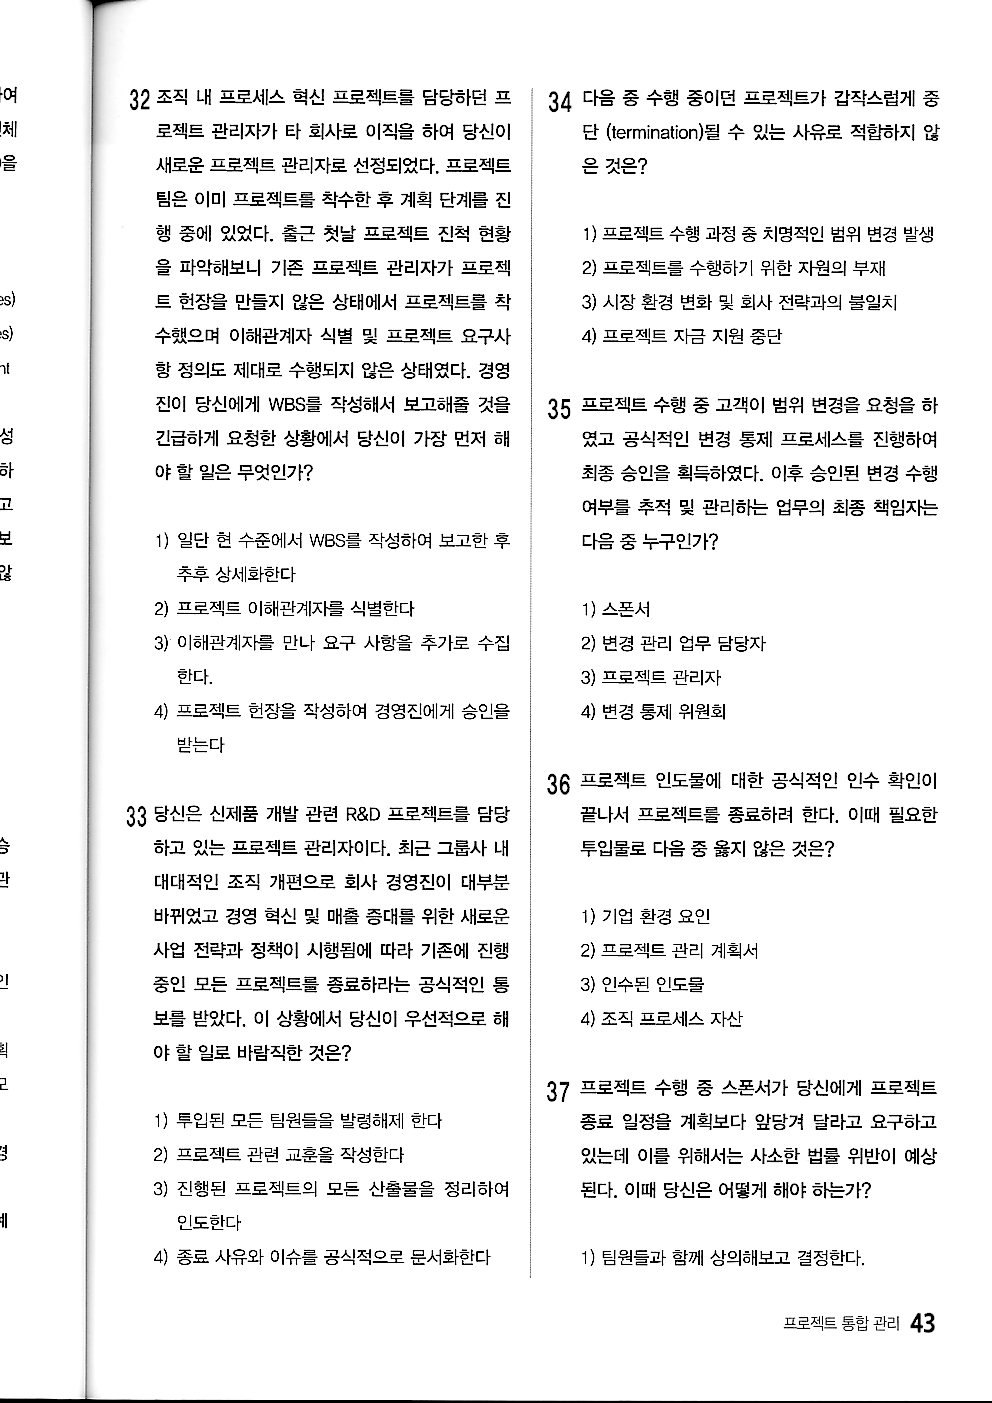 여
체
을
es)
es)
nt
성
하
고
보
않
승
관
인
획
모
경
계
32 조직 내 프로세스 혁신 프로젝트를 담당하던 프
로젝트 관리자가 타 회사로 이직을 하여 당신이
새로운 프로젝트 관리자로 선정되었다. 프로젝트
팀은 이미 프로젝트를 착수한 후 계획 단계를 진
행 중에 있었다. 출근 첫날 프로젝트 진척 현황
을 파악해보니 기존 프로젝트 관리자가 프로젝
트 헌장을 만들지 않은 상태에서 프로젝트를 착
수했으며 이해관계자 식별 및 프로젝트 요구사
항 정의도 제대로 수행되지 않은 상태였다. 경영
진이 당신에게 WBS를 작성해서 보고해줄 것을
긴급하게 요청한 상황에서 당신이 가장 먼저 해
야 할 일은 무엇인가?
1) 일단 현 수준에서 WBS를 작성하여 보고한 후
추후 상세화한다
2) 프로젝트 이해관계자를 식별한다
3) 이해관계자를 만나 요구 사항을 추가로 수집
한다.
4) 프로젝트 헌장을 작성하여 경영진에게 승인을
받는다
33 당신은 신제품 개발 관련 R&D 프로젝트를 담당
하고 있는 프로젝트 관리자이다. 최근 그룹사 내
대대적인 조직 개편으로 회사 경영진이 대부분
바뀌었고 경영 혁신 및 매출 증대를 위한 새로운
사업 전략과 정책이 시행됨에 따라 기존에 진행
중인 모든 프로젝트를 종료하라는 공식적인 통
보를 받았다. 이 상황에서 당신이 우선적으로 해
야 할 일로 바람직한 것은?
1) 투입된 모든 팀원들을 발령해제 한다
2) 프로젝트 관련 교훈을 작성한다
3) 진행된 프로젝트의 모든 산출물을 정리하여
인도한다
4) 종료 사유와 이슈를 공식적으로 문서화한다
34 다음 중 수행 중이던 프로젝트가 갑작스럽게 중
단 (termination)될 수 있는 사유로 적합하지 않
은 것은?
1) 프로젝트 수행 과정 중 치명적인 범위 변경 발생
2) 프로젝트를 수행하기 위한 자원의 부재
3) 시장 환경 변화 및 회사 전략과의 불일치
4) 프로젝트 자금 지원 중단
35 프로젝트 수행 중 고객이 범위 변경을 요청을 하
였고 공식적인 변경 통제 프로세스를 진행하여
최종 승인을 획득하였다. 이후 승인된 변경 수행
여부를 추적 및 관리하는 업무의 최종 책임자는
다음 중 누구인가?
1) 스폰서
2) 변경 관리 업무 담당자
3) 프로젝트 관리자
4) 변경 통제 위원회
36 프로젝트 인도물에 대한 공식적인 인수 확인이
끝나서 프로젝트를 종료하려 한다. 이때 필요한
투입물로 다음 중 옳지 않은 것은?
1) 기업 환경 요인
2) 프로젝트 관리 계획서
3) 인수된 인도물
4) 조직 프로세스 자산
37 프로젝트 수행 중 스폰서가 당신에게 프로젝트
종료 일정을 계획보다 앞당겨 달라고 요구하고
있는데 이를 위해서는 사소한 법률 위반이 예상
된다. 이때 당신은 어떻게 해야 하는가?
1) 팀원들과 함께 상의해보고 결정한다.
프로젝트 통합 관리 43